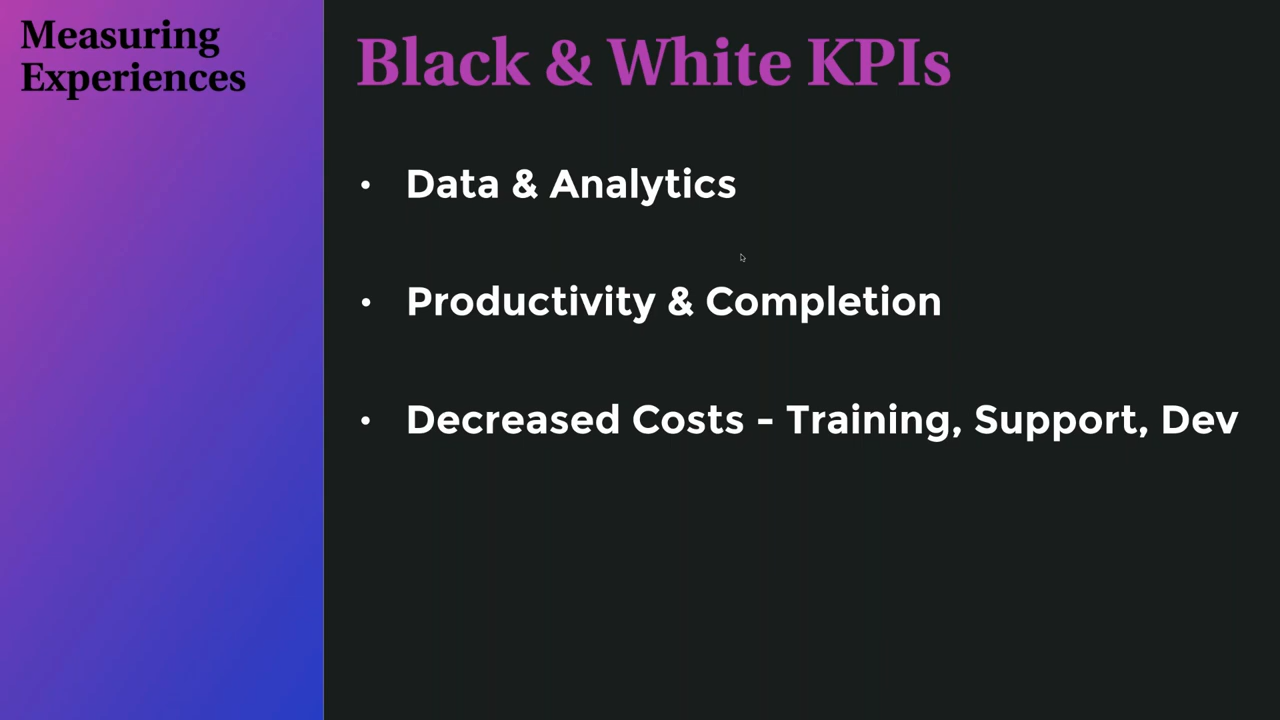 Measuring
Experiences
Black & White KPIs
• Data & Analytics
• Productivity & Completion
• Decreased Costs - Training, Support, Dev